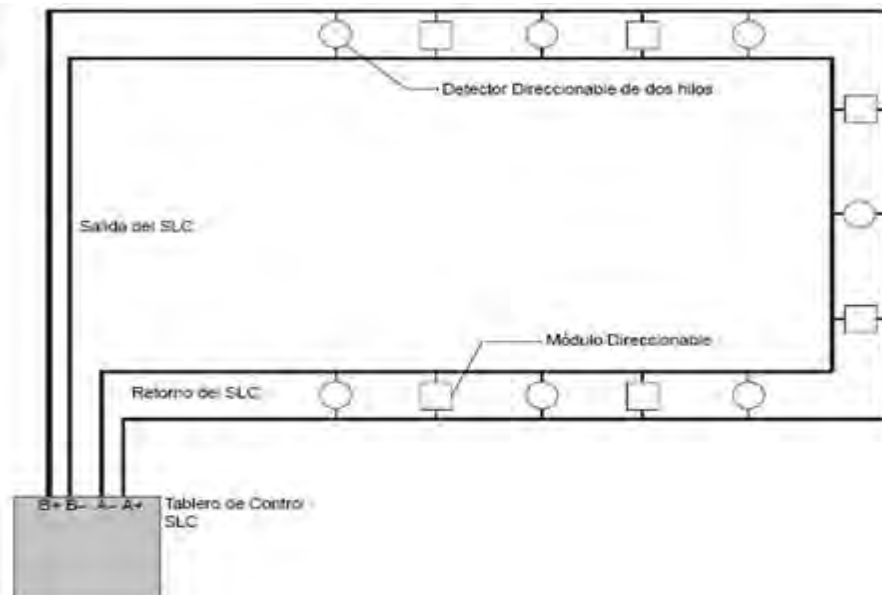 Detector Direccionable de dos hilos
Salida del SLC
Módulo Direccionable
Retorno del SLC
B+ B– A– A+
Tablero de Control
SLC